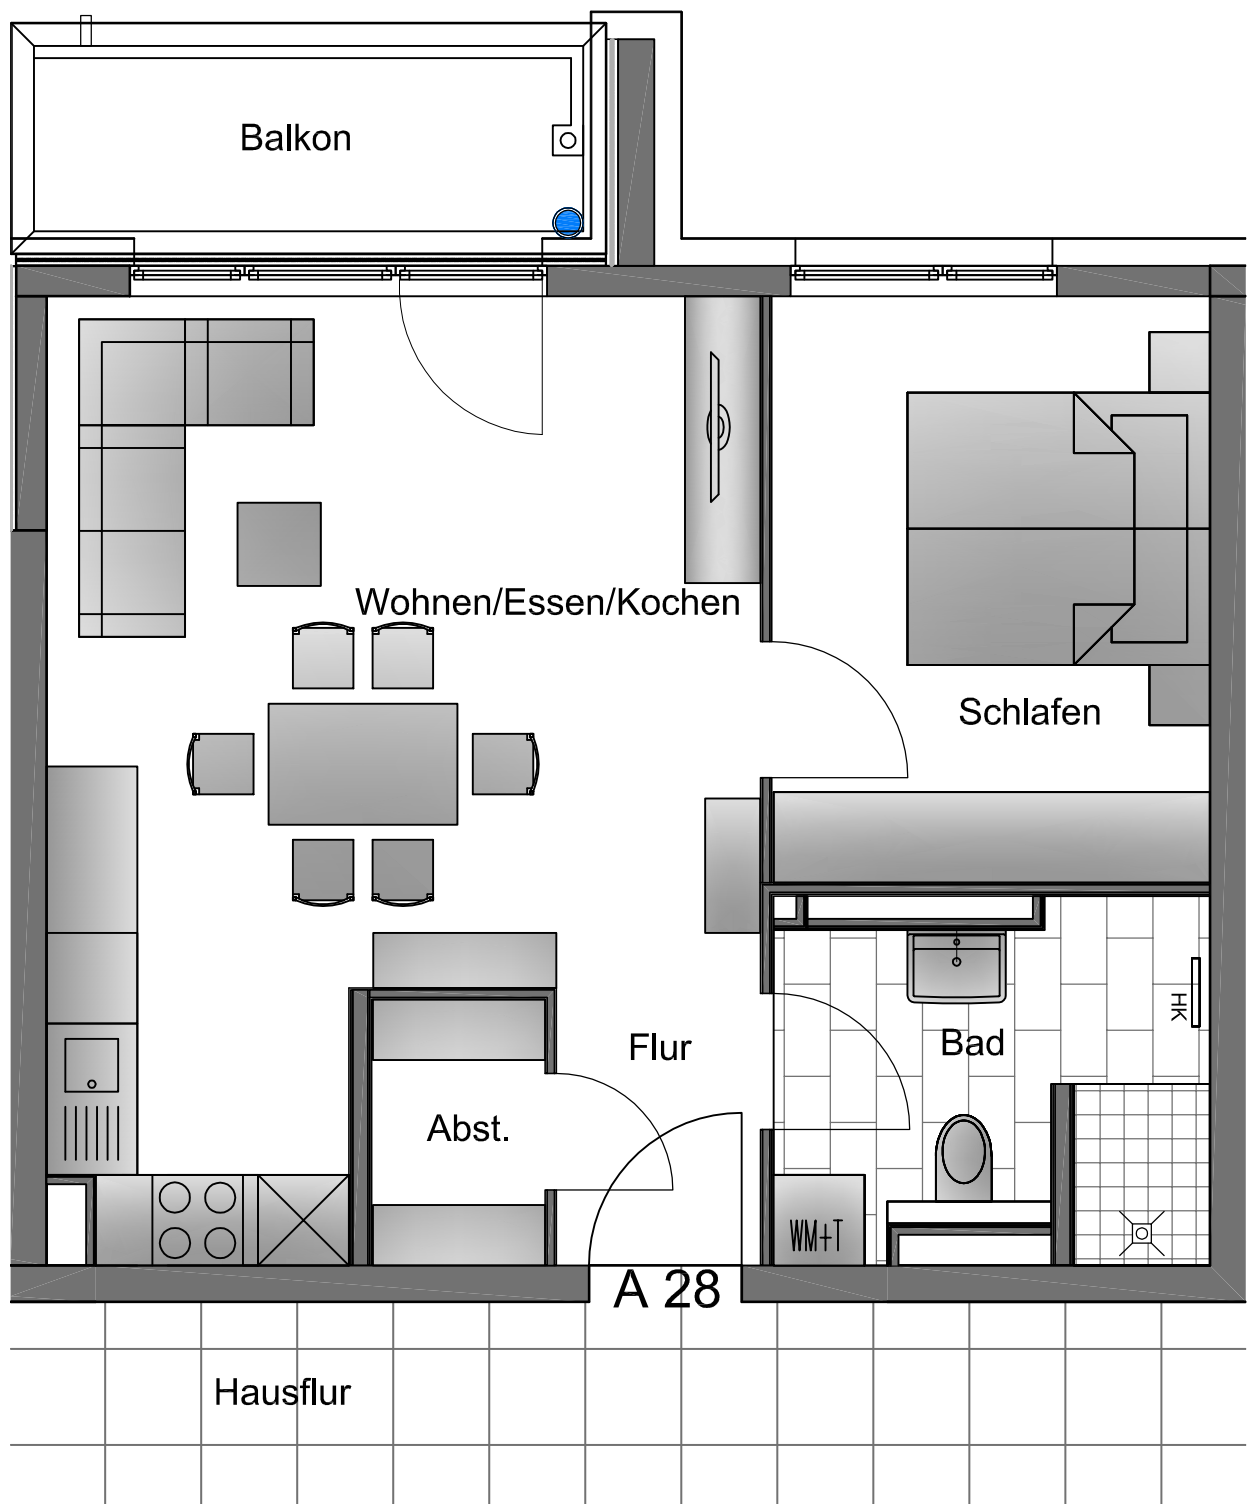 Balkon
Wohnen/Essen/Kochen
Schlafen
HK
Flur
Bad
Abst.
WM+T
A 28
Hausflur